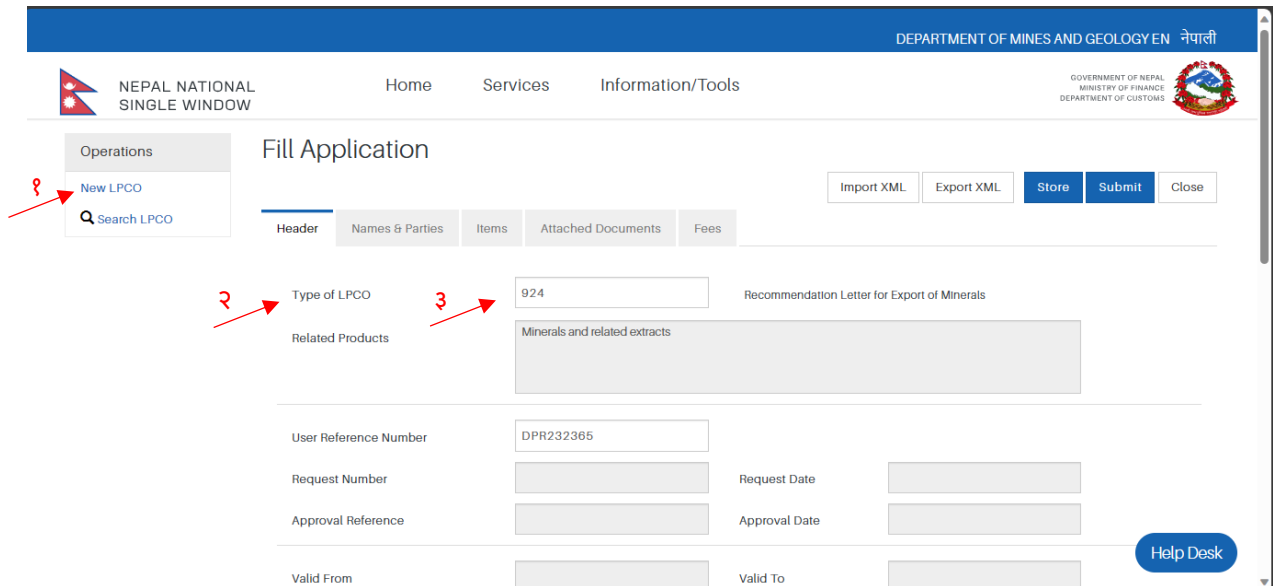 DEPARTMENT OF MINES AND GEOLOGY EN नेपाली
NEPAL NATIONAL
SINGLE WINDOW
Home Services Information/Tools
GOVERNMENT OF NEPAL
MINISTRY OF FINANCE
DEPARTMENT OF CUSTOMS
Operations
१ New LPCO
Search LPCO
Fill Application
Import XML Export XML Store Submit Close
Header Names & Parties Items Attached Documents Fees
२ Type of LPCO ३ 924 Recommendation Letter for Export of Minerals
Related Products Minerals and related extracts
User Reference Number DPR232365
Request Number Request Date
Approval Reference Approval Date
Help Desk
Valid From Valid To